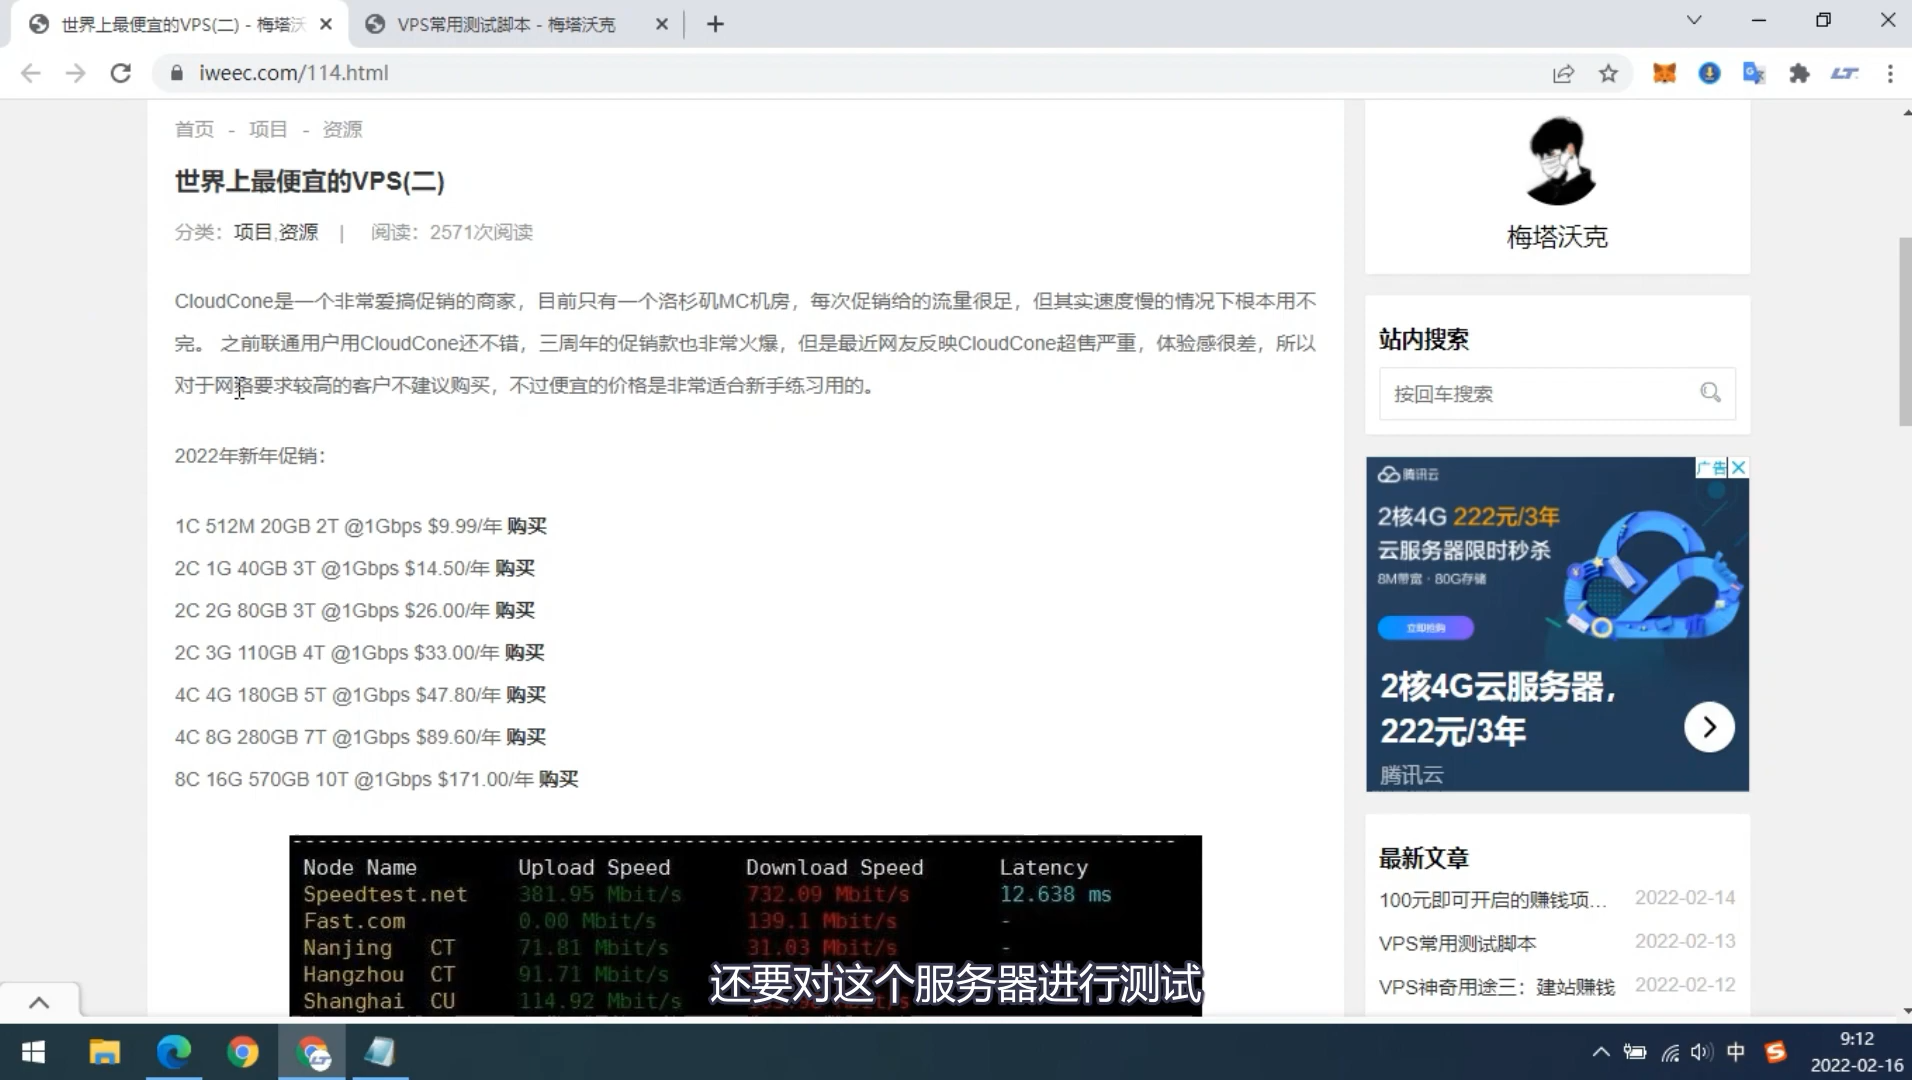 世界上最便宜的VPS(二) - 梅塔沃
VPS常用测试脚本 - 梅塔沃克
iweec.com/114.html
首页 - 项目 - 资源
世界上最便宜的VPS(二)
分类：项目,资源 | 阅读：2571次阅读
CloudCone是一个非常爱搞促销的商家，目前只有一个洛杉矶MC机房，每次促销给的流量很足，但其实速度慢的情况下根本用不
完。 之前联通用户用CloudCone还不错，三周年的促销款也非常火爆，但是最近网友反映CloudCone超售严重，体验感很差，所以
对于网络要求较高的客户不建议购买，不过便宜的价格是非常适合新手练习用的。
2022年新年促销：
1C 512M 20GB 2T @1Gbps $9.99/年 购买
2C 1G 40GB 3T @1Gbps $14.50/年 购买
2C 2G 80GB 3T @1Gbps $26.00/年 购买
2C 3G 110GB 4T @1Gbps $33.00/年 购买
4C 4G 180GB 5T @1Gbps $47.80/年 购买
4C 8G 280GB 7T @1Gbps $89.60/年 购买
8C 16G 570GB 10T @1Gbps $171.00/年 购买
Node Name Upload Speed Download Speed Latency
Speedtest.net 381.95 Mbit/s 732.09 Mbit/s 12.638 ms
Fast.com 0.00 Mbit/s 139.1 Mbit/s -
Nanjing CT 71.81 Mbit/s 31.03 Mbit/s -
Hangzhou CT 91.71 Mbit/s
Shanghai CU 114.92 Mbit/s
还要对这个服务器进行测试
梅塔沃克
站内搜索
按回车搜索
广告
腾讯云
2核4G 222元/3年
云服务器限时秒杀
8M带宽 · 80G存储
立即抢购
2核4G云服务器，
222元/3年
腾讯云
最新文章
100元即可开启的赚钱项... 2022-02-14
VPS常用测试脚本 2022-02-13
VPS神奇用途三：建站赚钱 2022-02-12
中
9:12
2022-02-16